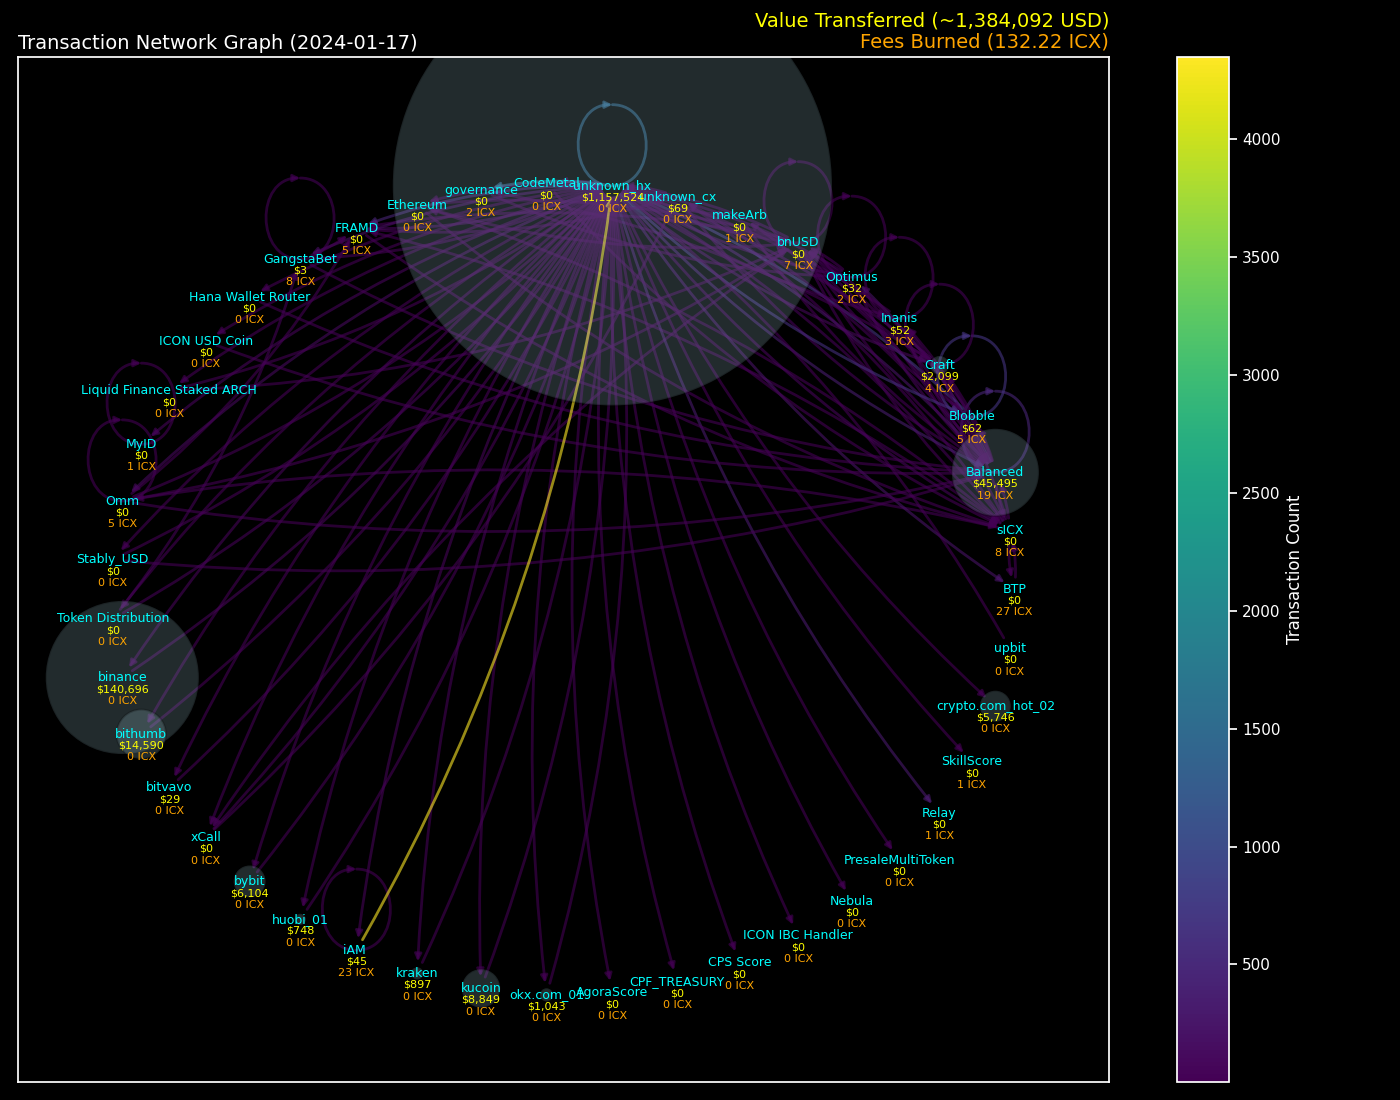 Value Transferred (~1,384,092 USD)
Transaction Network Graph (2024-01-17)
Fees Burned (132.22 ICX)
unknown_hx
$1,157,524
0 ICX
CodeMetal
$0
0 ICX
governance
$0
2 ICX
Ethereum
$0
0 ICX
FRAMD
$0
5 ICX
GangstaBet
$3
8 ICX
Hana Wallet Router
$0
0 ICX
ICON USD Coin
$0
0 ICX
Liquid Finance Staked ARCH
$0
0 ICX
MyID
$0
1 ICX
Omm
$0
5 ICX
Stably_USD
$0
0 ICX
Token Distribution
$0
0 ICX
binance
$140,696
0 ICX
bithumb
$14,590
0 ICX
bitvavo
$29
0 ICX
xCall
$0
0 ICX
bybit
$6,104
0 ICX
huobi_01
$748
0 ICX
iAM
$45
23 ICX
kraken
$897
0 ICX
kucoin
$8,849
0 ICX
okx.com_01
$1,043
0 ICX
AgoraScore
$0
0 ICX
CPF_TREASURY
$0
0 ICX
CPS Score
$0
0 ICX
ICON IBC Handler
$0
0 ICX
Nebula
$0
0 ICX
PresaleMultiToken
$0
0 ICX
Relay
$0
1 ICX
SkillScore
$0
1 ICX
crypto.com_hot_02
$5,746
0 ICX
upbit
$0
0 ICX
BTP
$0
27 ICX
sICX
$0
8 ICX
Balanced
$45,495
19 ICX
Blobble
$62
5 ICX
Craft
$2,099
4 ICX
Inanis
$52
3 ICX
Optimus
$32
2 ICX
bnUSD
$0
7 ICX
makeArb
$0
1 ICX
unknown_cx
$69
0 ICX
4000
3500
3000
2500
2000
1500
1000
500
Transaction Count